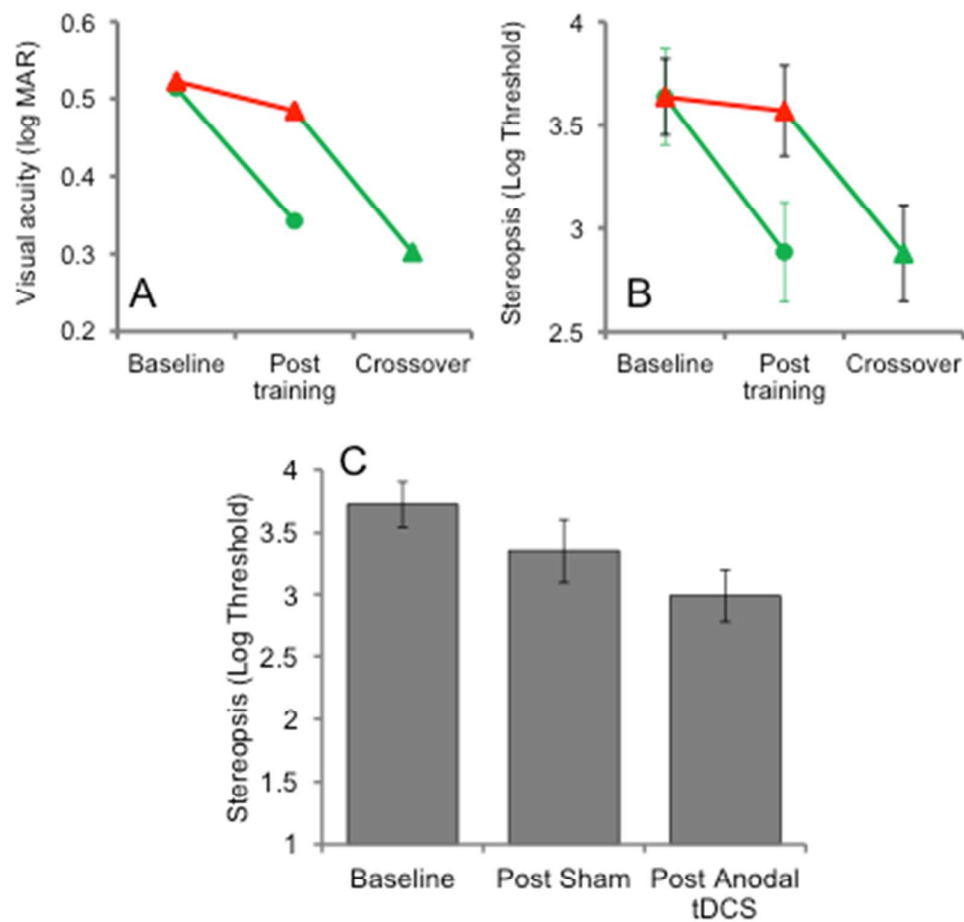 Visual acuity (log MAR)
0.6
0.5
0.4
0.3
0.2
A
Baseline
Post
training
Crossover
Stereopsis (Log Threshold)
4
3.5
3
2.5
B
Baseline
Post
training
Crossover
C
Stereopsis (Log Threshold)
4
3.5
3
2.5
2
1.5
1
Baseline
Post Sham
Post Anodal
tDCS